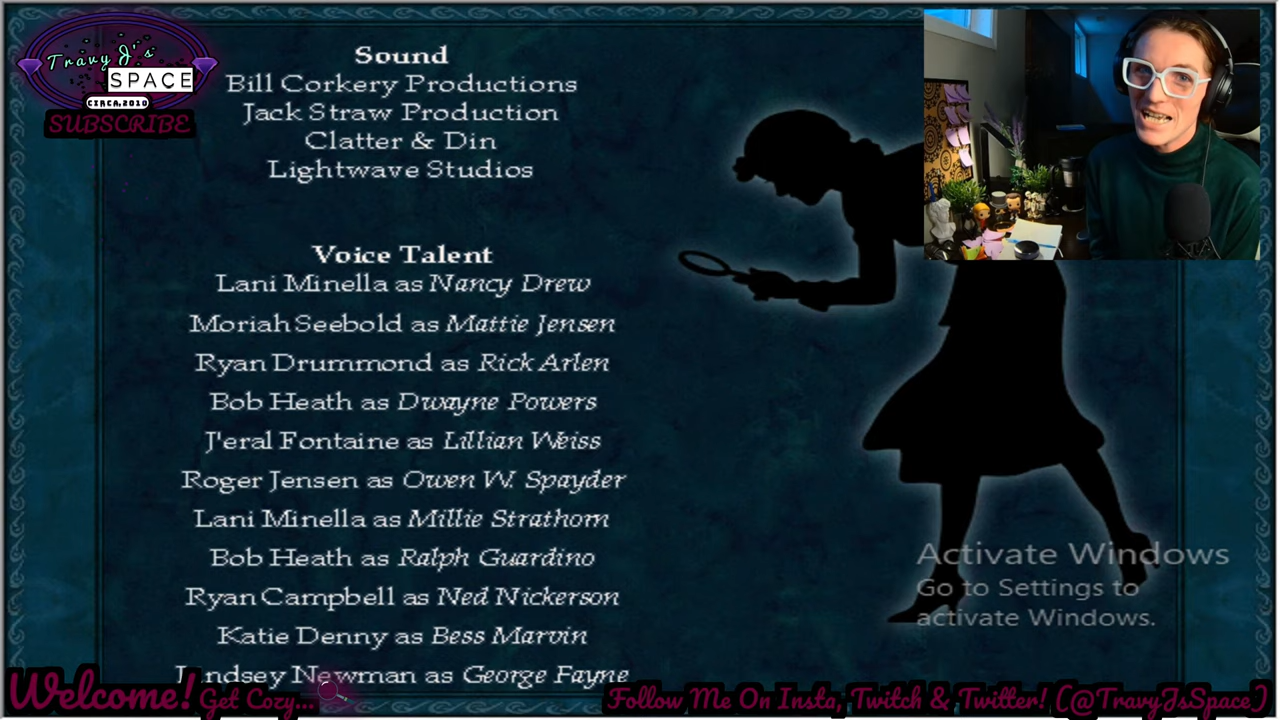 Travy J's
SPACE
CIRCA.2010
SUBSCRIBE
Sound
Bill Corkery Productions
Jack Straw Production
Clatter & Din
Lightwave Studios
Voice Talent
Lani Minella as Nancy Drew
Moriah Seebold as Mattie Jensen
Ryan Drummond as Rick Arlen
Bob Heath as Dwayne Powers
J'eral Fontaine as Lillian Weiss
Roger Jensen as Owen W. Spayder
Lani Minella as Millie Strathorn
Bob Heath as Ralph Guardino
Ryan Campbell as Ned Nickerson
Katie Denny as Bess Marvin
Lindsey Newman as George Fayne
Activate Windows
Go to Settings to
activate Windows.
Welcome! Get Cozy...
Follow Me On Insta, Twitch & Twitter! (@TravyJsSpace)